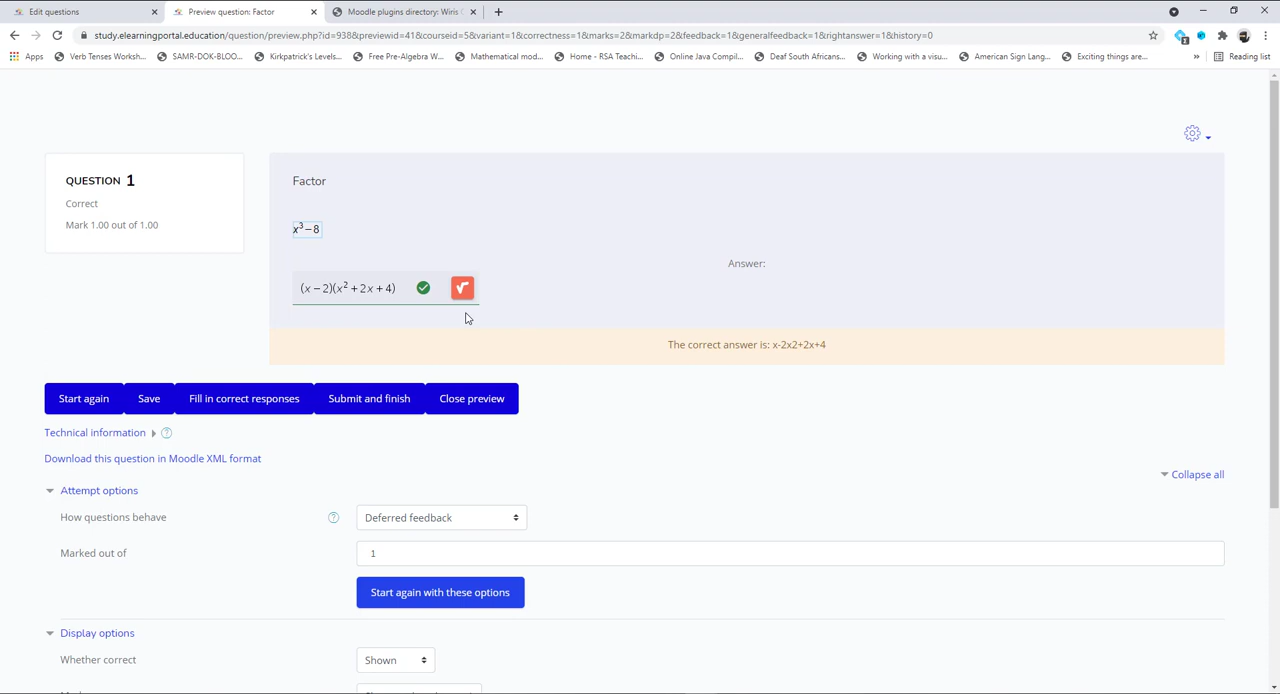 Edit questions
Preview question: Factor
Moodle plugins directory: Wiris
study.elearningportal.education/question/preview.php?id=938&previewid=41&courseid=5&variant=1&correctness=1&marks=2&markdp=2&feedback=1&generalfeedback=1&rightanswer=1&history=0
Apps
Verb Tenses Worksh...
SAMR-DOK-BLOO...
Kirkpatrick's Levels...
Free Pre-Algebra W...
Mathematical mod...
Home - RSA Teachi...
Online Java Compil...
Deaf South Africans...
Working with a visu...
American Sign Lang...
Exciting things are...
»
Reading list
QUESTION 1
Correct
Mark 1.00 out of 1.00
Factor
x³−8
Answer:
(x−2)(x²+2x+4)
The correct answer is: x-2x2+2x+4
Start again
Save
Fill in correct responses
Submit and finish
Close preview
Technical information
Download this question in Moodle XML format
Collapse all
Attempt options
How questions behave
Deferred feedback
Marked out of
1
Start again with these options
Display options
Whether correct
Shown